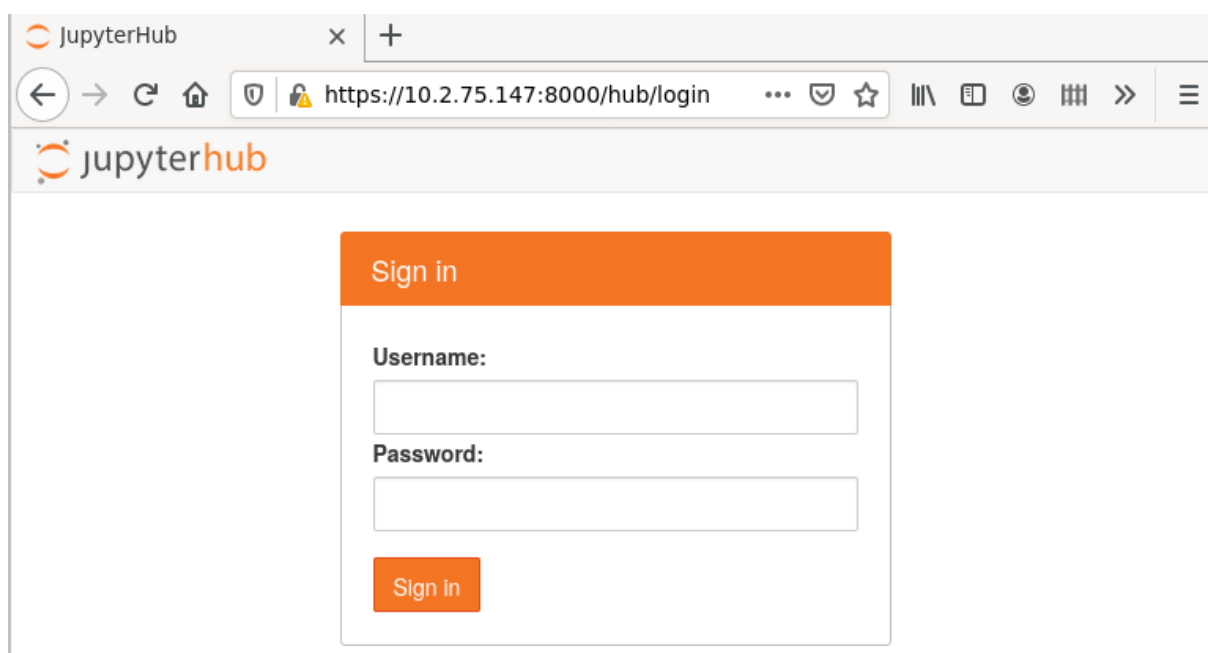 JupyterHub
https://10.2.75.147:8000/hub/login
jupyterhub
Sign in
Username:
Password:
Sign in